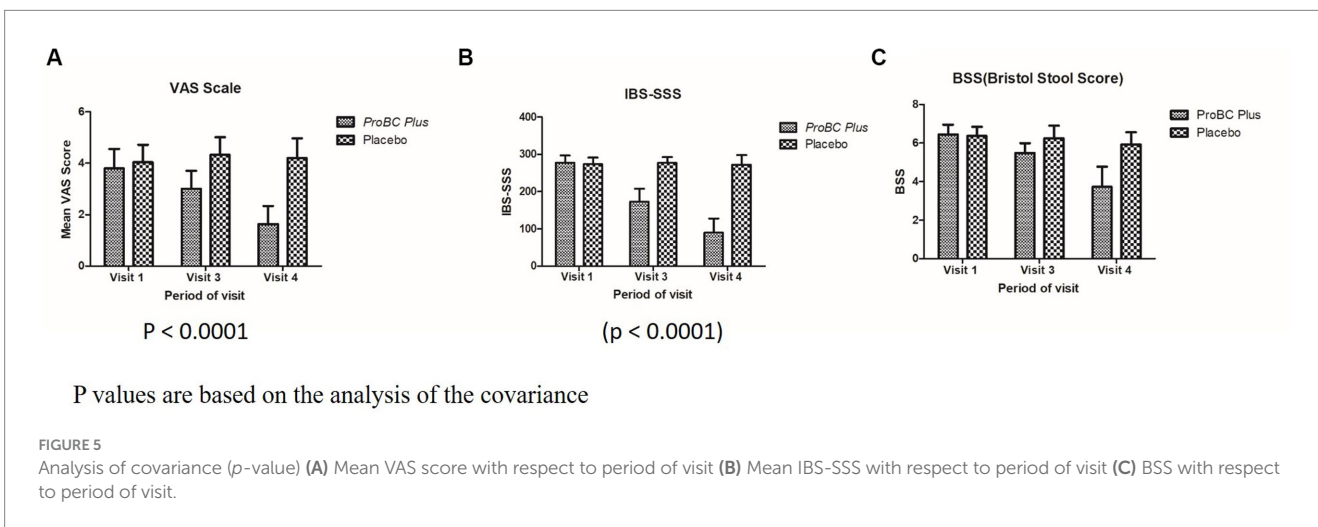 A
VAS Scale
Mean VAS Score
6
4
2
0
Visit 1
Visit 3
Visit 4
Period of visit
ProBC Plus
Placebo
P < 0.0001
B
IBS-SSS
IBS-SSS
400
300
200
100
0
Visit 1
Visit 3
Visit 4
Period of visit
ProBC Plus
Placebo
(p < 0.0001)
C
BSS(Bristol Stool Score)
BSS
8
6
4
2
0
Visit 1
Visit 3
Visit 4
Period of visit
ProBC Plus
Placebo
P values are based on the analysis of the covariance
FIGURE 5
Analysis of covariance (p-value) (A) Mean VAS score with respect to period of visit (B) Mean IBS-SSS with respect to period of visit (C) BSS with respect
to period of visit.